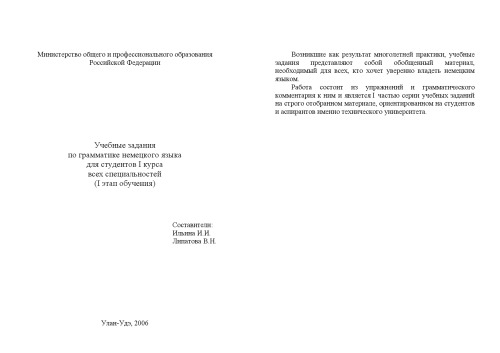 Министерство общего и профессионального образования
Российской Федерации
Учебные задания
по грамматике немецкого языка
для студентов I курса
всех специальностей
(I этап обучения)
Составители:
Ильина И.И.
Липатова В.Н.
Улан-Удэ, 2006
Возникшие как результат многолетней практики, учебные
задания представляют собой обобщенный материал,
необходимый для всех, кто хочет уверенно владеть немецким
языком.
Работа состоит из упражнений и грамматического
комментария к ним и является I частью серии учебных заданий
на строго отобранном материале, ориентированном на студентов
и аспирантов именно технического университета.